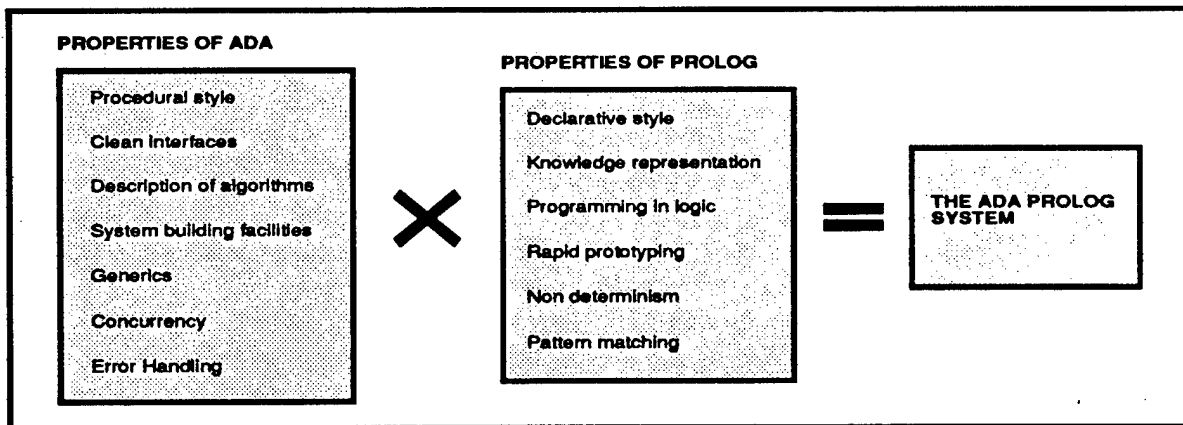 PROPERTIES OF ADA
Procedural style
Clean interfaces
Description of algorithms
System building facilities
Generics
Concurrency
Error Handling
PROPERTIES OF PROLOG
Declarative style
Knowledge representation
Programming in logic
Rapid prototyping
Non determinism
Pattern matching
THE ADA PROLOG
SYSTEM